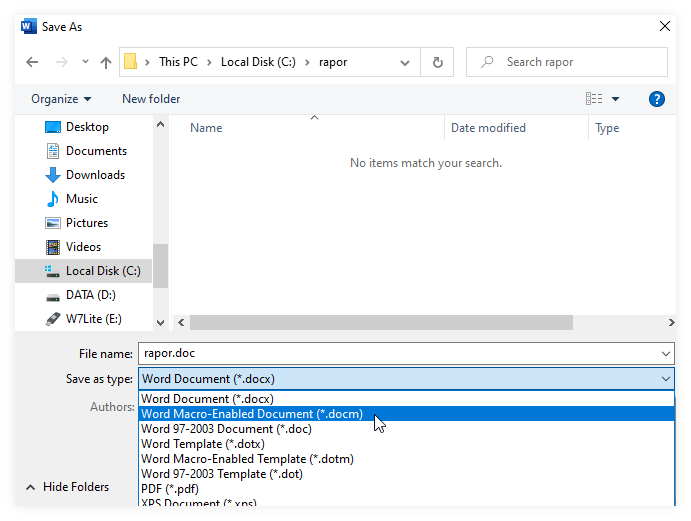 Save As
This PC Local Disk (C:) rapor
Search rapor
Organize New folder
Name Date modified Type
No items match your search.
Desktop
Documents
Downloads
Music
Pictures
Videos
Local Disk (C:)
DATA (D:)
W7Lite (E:)
File name: rapor.doc
Save as type: Word Document (*.docx)
Authors:
Word Document (*.docx)
Word Macro-Enabled Document (*.docm)
Word 97-2003 Document (*.doc)
Word Template (*.dotx)
Word Macro-Enabled Template (*.dotm)
Word 97-2003 Template (*.dot)
PDF (*.pdf)
XPS Document (*.xps)
Hide Folders